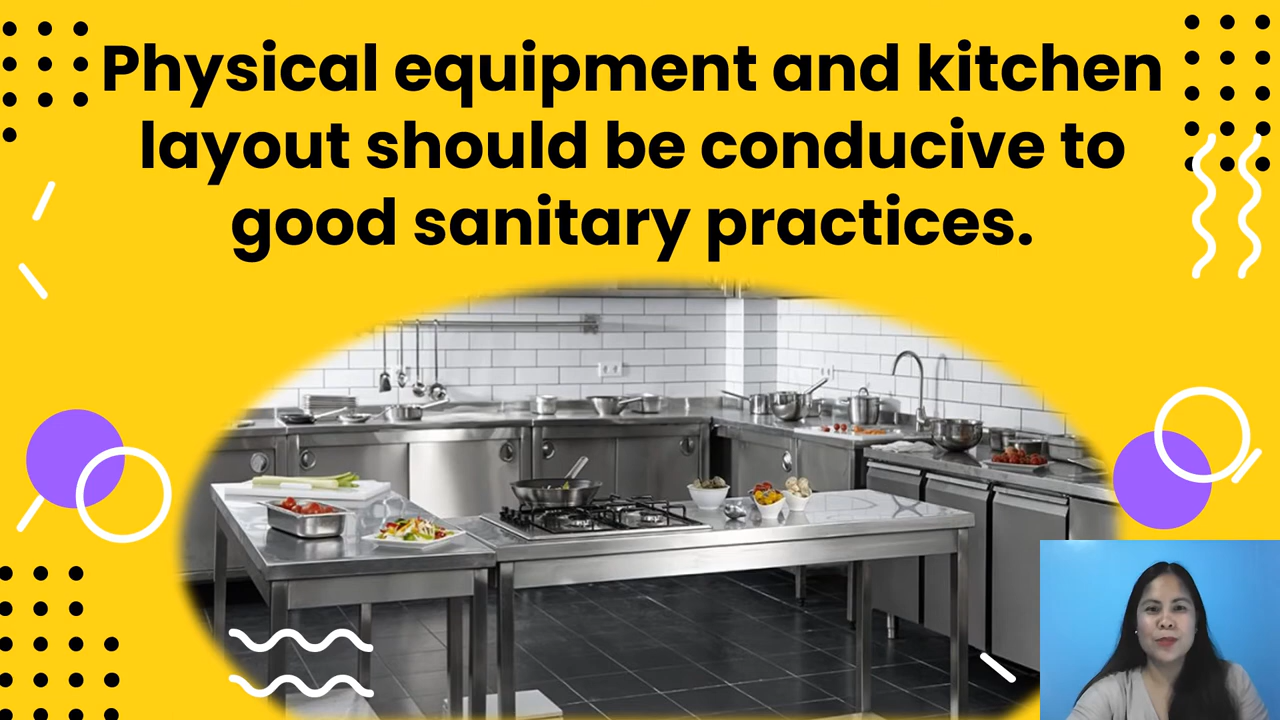 Physical equipment and kitchen
layout should be conducive to
good sanitary practices.